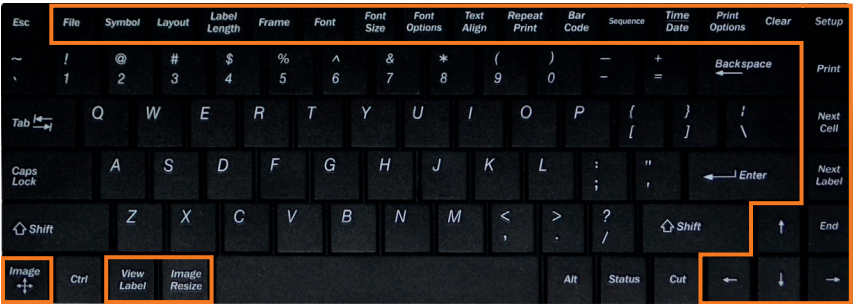 Esc File Symbol Layout Label Length Frame Font Font Size Font Options Text Align Repeat Print Bar Code Sequence Time Date Print Options Clear Setup
~ ! @ # $ % ^ & * ( ) — + Backspace Print
` 1 2 3 4 5 6 7 8 9 0 - =
Tab Q W E R T Y U I O P { [ } ] ¦ \ Next Cell
Caps Lock A S D F G H J K L : ; " ' Enter Next Label
Shift Z X C V B N M < , > . ? / Shift ↑ End
Image Ctrl View Label Image Resize Alt Status Cut ← ↓ →